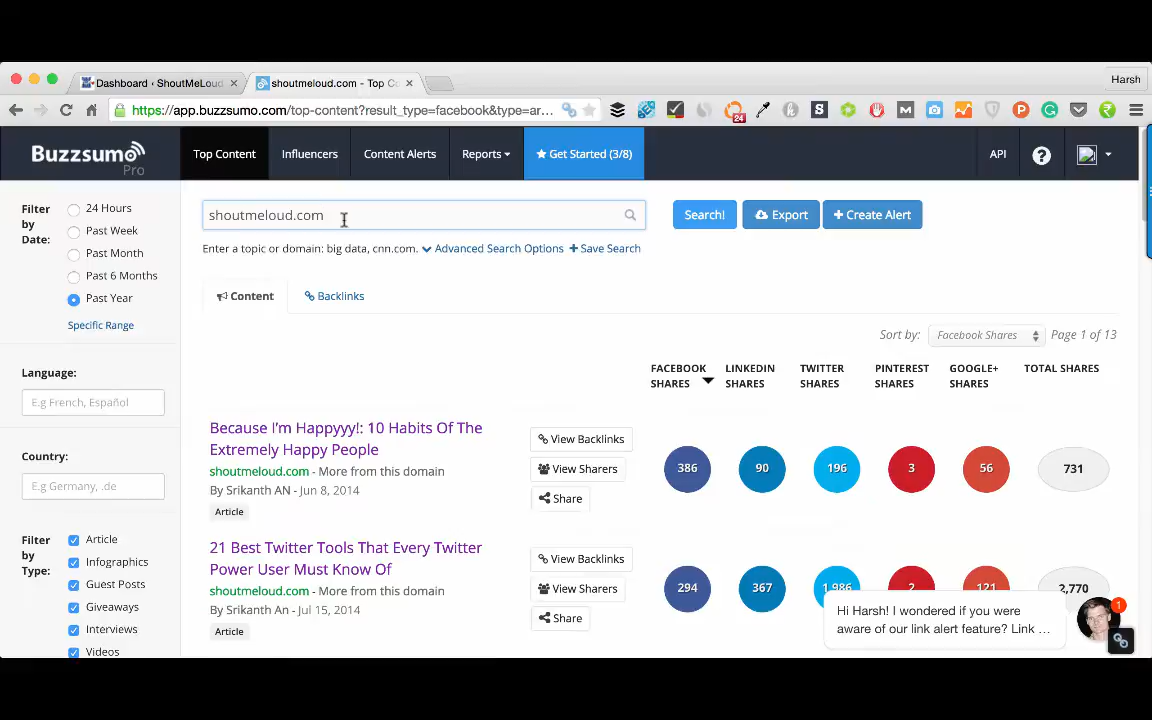 Dashboard ‹ ShoutMeLoud
shoutmeloud.com - Top Co
Harsh
https://app.buzzsumo.com/top-content?result_type=facebook&type=ar...
24
Buzzsumo
Pro
Top Content
Influencers
Content Alerts
Reports
Get Started (3/8)
API
Filter by Date:
24 Hours
Past Week
Past Month
Past 6 Months
Past Year
Specific Range
Language:
E.g French, Español
Country:
E.g Germany, .de
Filter by Type:
Article
Infographics
Guest Posts
Giveaways
Interviews
Videos
shoutmeloud.com
Search!
Export
+ Create Alert
Enter a topic or domain: big data, cnn.com.
Advanced Search Options
+ Save Search
Content
Backlinks
Sort by:
Facebook Shares
Page 1 of 13
FACEBOOK SHARES
LINKEDIN SHARES
TWITTER SHARES
PINTEREST SHARES
GOOGLE+ SHARES
TOTAL SHARES
Because I'm Happyyy!: 10 Habits Of The
Extremely Happy People
shoutmeloud.com - More from this domain
By Srikanth AN - Jun 8, 2014
Article
View Backlinks
View Sharers
Share
386
90
196
3
56
731
21 Best Twitter Tools That Every Twitter
Power User Must Know Of
shoutmeloud.com - More from this domain
By Srikanth An - Jul 15, 2014
Article
View Backlinks
View Sharers
Share
294
367
1,986
2
121
2,770
Hi Harsh! I wondered if you were
aware of our link alert feature? Link ...
1